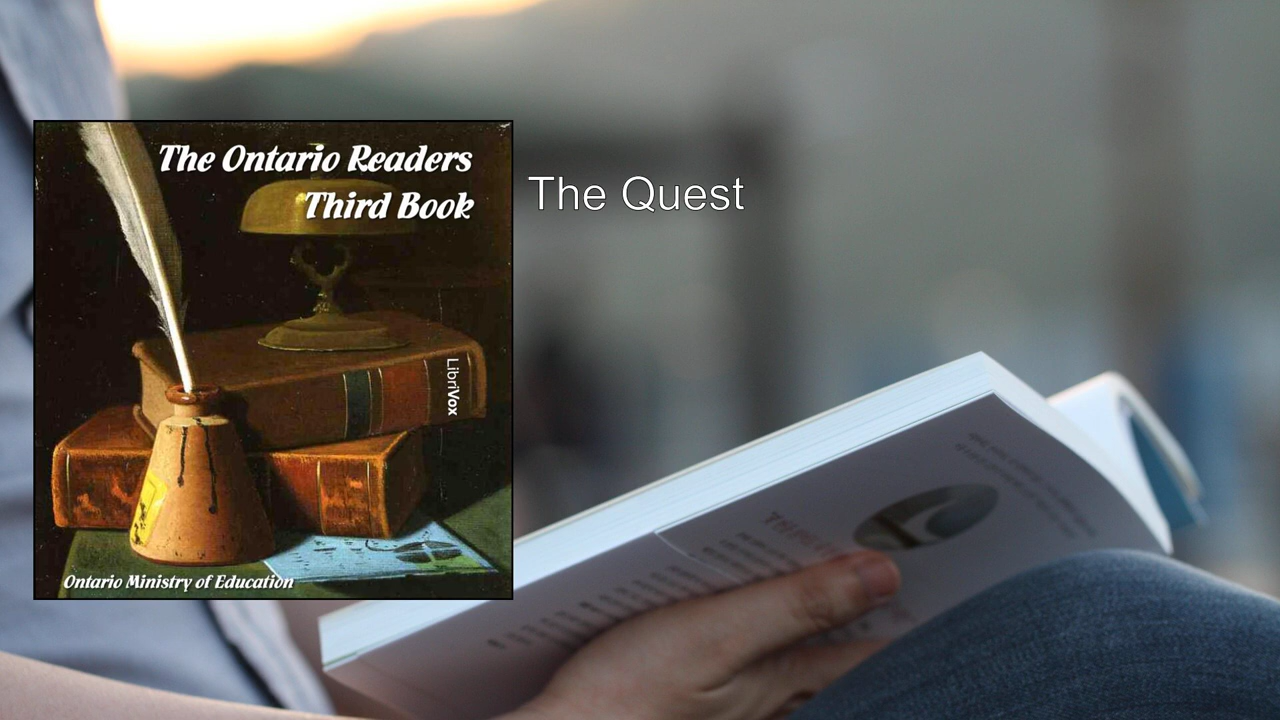 The Ontario Readers
Third Book
The Quest
LibriVox
Ontario Ministry of Education